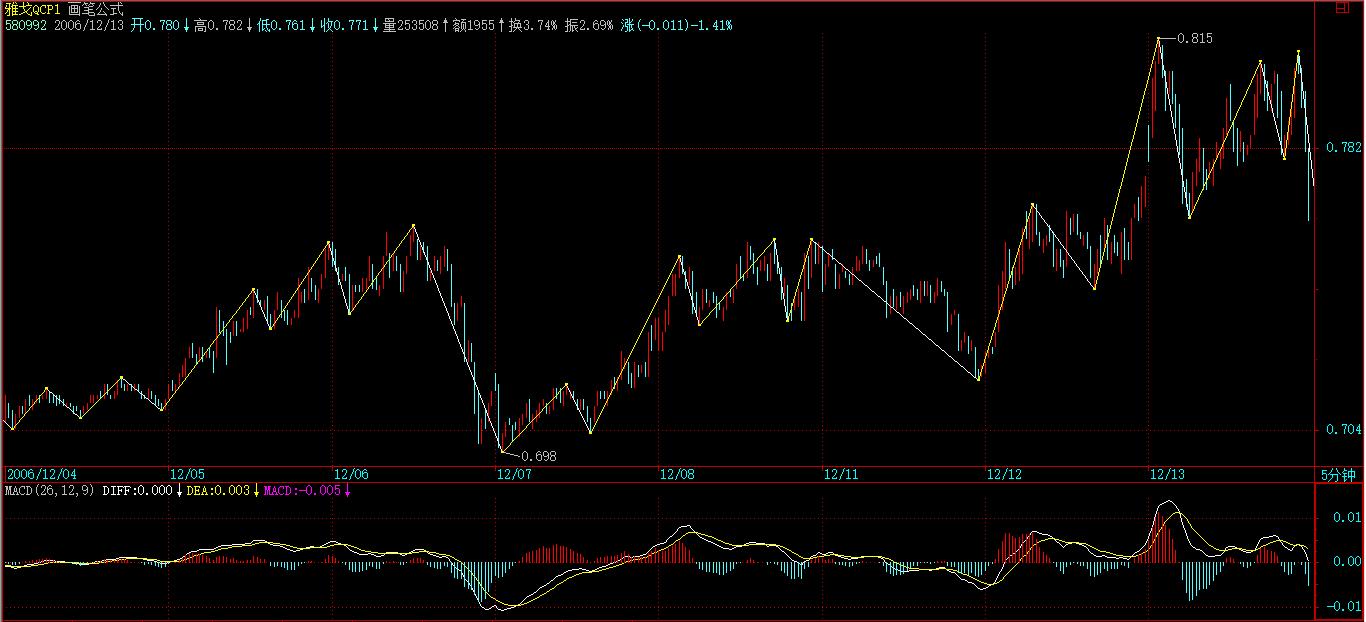 雅戈QCP1 画笔公式
580992 2006/12/13 开0.780↓高0.782↓低0.761↓收0.771↓量253508↑额1955↑换3.74% 振2.69% 涨(-0.011)-1.41%
0.815
0.782
0.704
0.698
2006/12/04 12/05 12/06 12/07 12/08 12/11 12/12 12/13 5分钟
MACD(26,12,9) DIFF:0.000↓DEA:0.003↓MACD:-0.005↓
0.01
0.00
-0.01